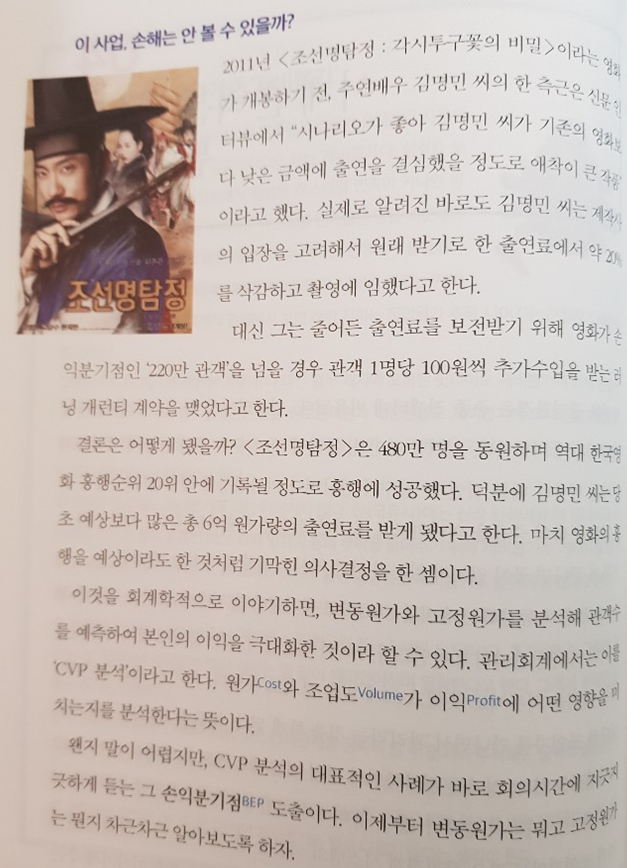 이 사업, 손해는 안 볼 수 있을까?
2011년 <조선명탐정 : 각시투구꽃의 비밀>이라는 영화
가 개봉하기 전, 주연배우 김명민 씨의 한 측근은 신문 인
터뷰에서 "시나리오가 좋아 김명민 씨가 기존의 영화보
다 낮은 금액에 출연을 결심했을 정도로 애착이 큰 작품"
이라고 했다. 실제로 알려진 바로도 김명민 씨는 제작사
의 입장을 고려해서 원래 받기로 한 출연료에서 약 20%
를 삭감하고 촬영에 임했다고 한다.
조선명탐정
대신 그는 줄어든 출연료를 보전받기 위해 영화가 손
익분기점인 '220만 관객'을 넘을 경우 관객 1명당 100원씩 추가수입을 받는 러
닝 개런티 계약을 맺었다고 한다.
결론은 어떻게 됐을까? <조선명탐정>은 480만 명을 동원하며 역대 한국영
화 흥행순위 20위 안에 기록될 정도로 흥행에 성공했다. 덕분에 김명민 씨는 당
초 예상보다 많은 총 6억 원가량의 출연료를 받게 됐다고 한다. 마치 영화의 흥
행을 예상이라도 한 것처럼 기막힌 의사결정을 한 셈이다.
이것을 회계학적으로 이야기하면, 변동원가와 고정원가를 분석해 관객수
를 예측하여 본인의 이익을 극대화한 것이라 할 수 있다. 관리회계에서는 이를
'CVP 분석'이라고 한다. 원가Cost와 조업도Volume가 이익Profit에 어떤 영향을 미
치는지를 분석한다는 뜻이다.
왠지 말이 어렵지만, CVP 분석의 대표적인 사례가 바로 회의시간에 지긋지
긋하게 듣는 그 손익분기점BEP 도출이다. 이제부터 변동원가는 뭐고 고정원가
는 뭔지 차근차근 알아보도록 하자.